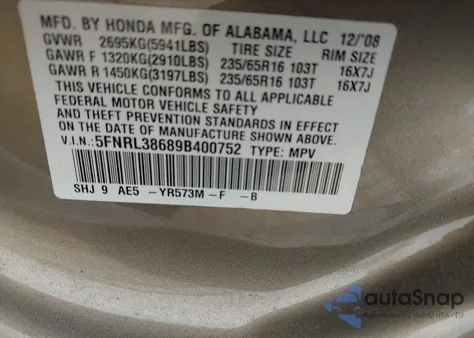 MFD. BY HONDA MFG. OF ALABAMA, LLC 12/'08
GVWR 2695KG(5941LBS) TIRE SIZE RIM SIZE
GAWR F 1320KG(2910LBS) 235/65R16 103T 16X7J
GAWR R 1450KG(3197LBS) 235/65R16 103T 16X7J
THIS VEHICLE CONFORMS TO ALL APPLICABLE
FEDERAL MOTOR VEHICLE SAFETY
AND THEFT PREVENTION STANDARDS IN EFFECT
ON THE DATE OF MANUFACTURE SHOWN ABOVE.
V.I.N.: 5FNRL38689B400752 TYPE: MPV
SHJ 9 AE5 -YR573M -F -B
autoSnap
USA - EU